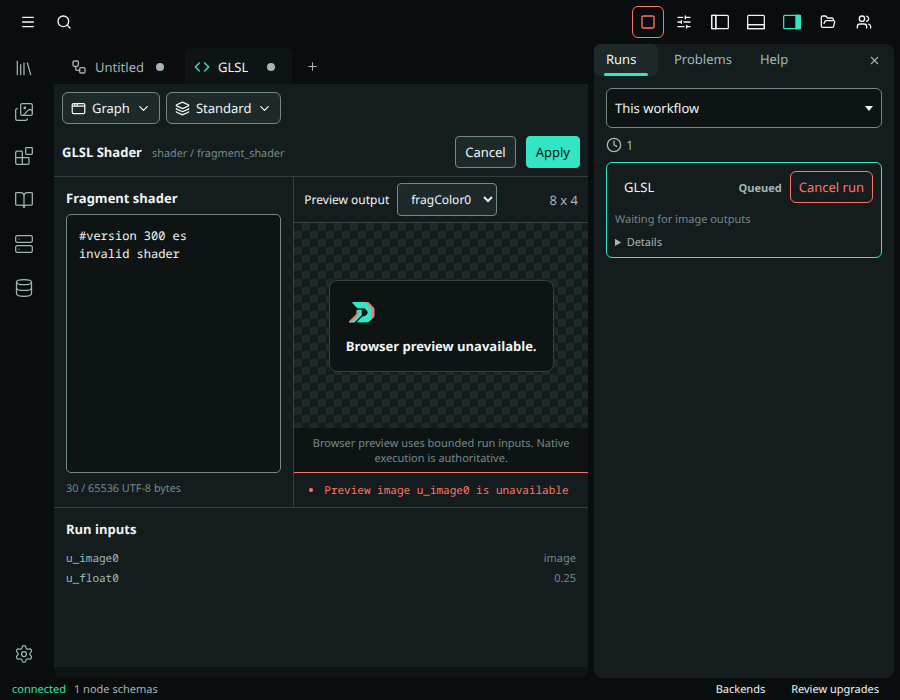 Untitled
GLSL
Runs
Problems
Help
Graph
Standard
This workflow
GLSL Shader
shader / fragment_shader
Cancel
Apply
1
GLSL
Queued
Cancel run
Waiting for image outputs
Details
Fragment shader
Preview output
fragColor0
8 x 4
#version 300 es
invalid shader
Browser preview unavailable.
Browser preview uses bounded run inputs. Native
execution is authoritative.
30 / 65536 UTF-8 bytes
• Preview image u_image0 is unavailable
Run inputs
u_image0
image
u_float0
0.25
connected
1 node schemas
Backends
Review upgrades